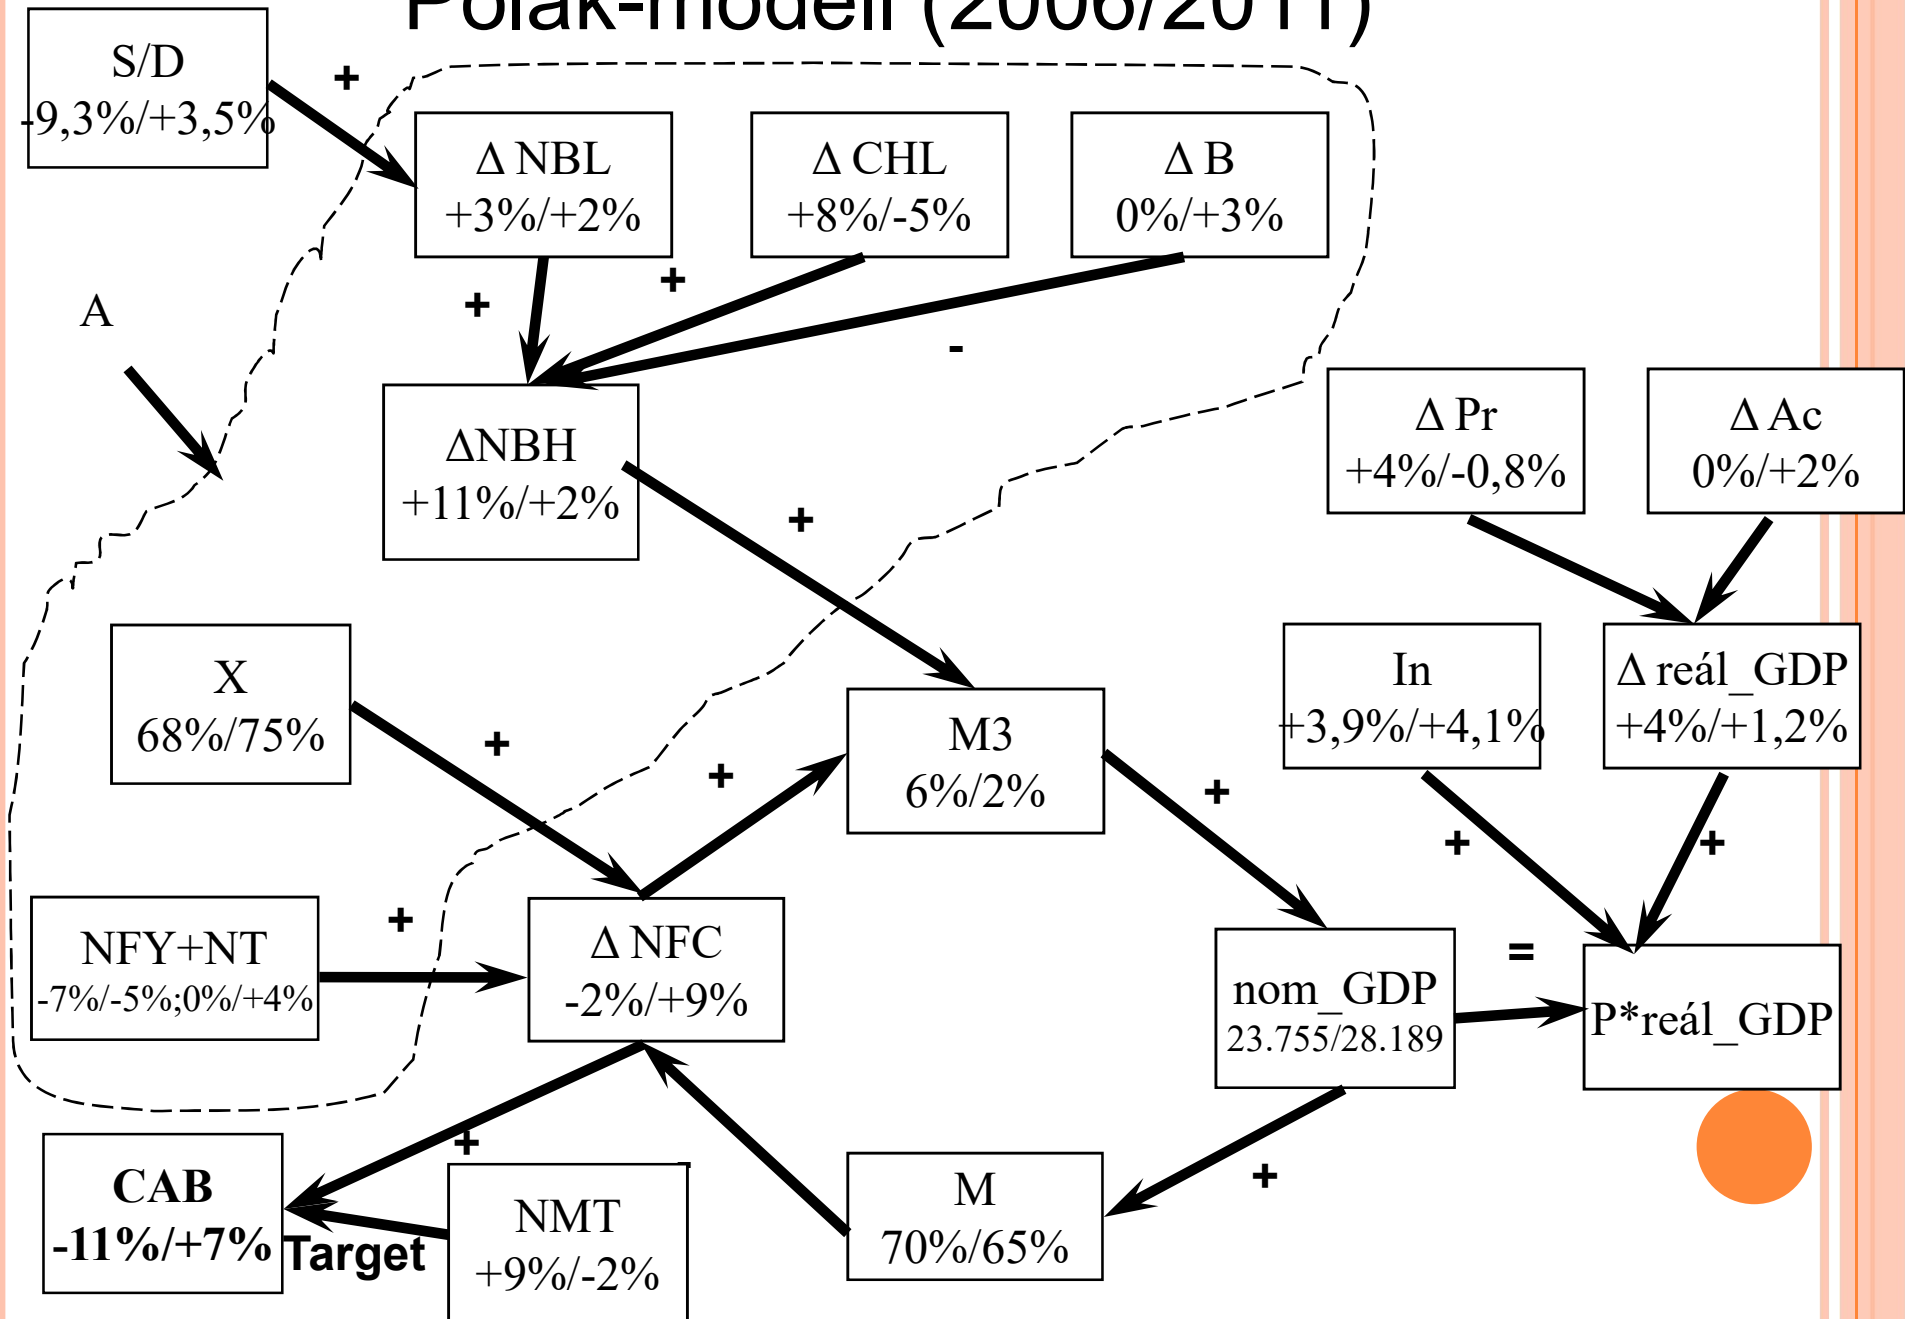 Polak-modell (2006/2011)
S/D
-9,3%/+3,5%
+
Δ NBL
+3%/+2%
Δ CHL
+8%/-5%
Δ B
0%/+3%
+
+
-
A
ΔNBH
+11%/+2%
+
Δ Pr
+4%/-0,8%
Δ Ac
0%/+2%
X
68%/75%
+
+
M3
6%/2%
+
In
+3,9%/+4,1%
Δ reál_GDP
+4%/+1,2%
+
+
NFY+NT
-7%/-5%;0%/+4%
+
Δ NFC
-2%/+9%
nom_GDP
23.755/28.189
=
P*reál_GDP
CAB
-11%/+7%
+
-
Target
NMT
+9%/-2%
M
70%/65%
+